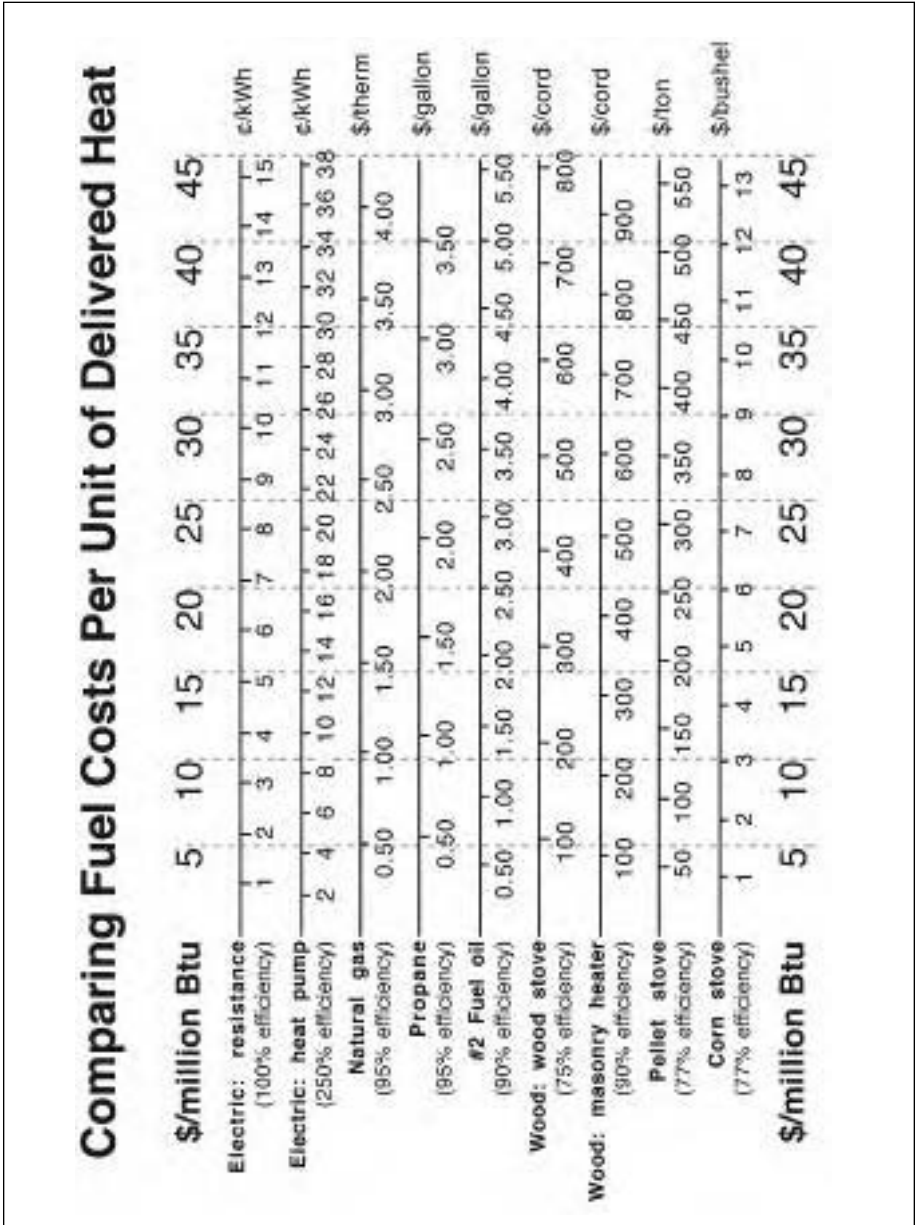 Comparing Fuel Costs Per Unit of Delivered Heat
$/million Btu 5 10 15 20 25 30 35 40 45
Electric: resistance 1 2 3 4 5 6 7 8 9 10 11 12 13 14 15 ¢/kWh
(100% efficiency)
Electric: heat pump 2 4 6 8 10 12 14 16 18 20 22 24 26 28 30 32 34 36 38 ¢/kWh
(250% efficiency)
Natural gas 0.50 1.00 1.50 2.00 2.50 3.00 3.50 4.00 $/therm
(95% efficiency)
Propane 0.50 1.00 1.50 2.00 2.50 3.00 3.50 $/gallon
(95% efficiency)
#2 Fuel oil 0.50 1.00 1.50 2.00 2.50 3.00 3.50 4.00 4.50 5.00 5.50 $/gallon
(90% efficiency)
Wood: wood stove 100 200 300 400 500 600 700 800 $/cord
(75% efficiency)
Wood: masonry heater 100 200 300 400 500 600 700 800 900 $/cord
(90% efficiency)
Pellet stove 50 100 150 200 250 300 350 400 450 500 550 $/ton
(77% efficiency)
Corn stove 1 2 3 4 5 6 7 8 9 10 11 12 13 $/bushel
(77% efficiency)
$/million Btu 5 10 15 20 25 30 35 40 45